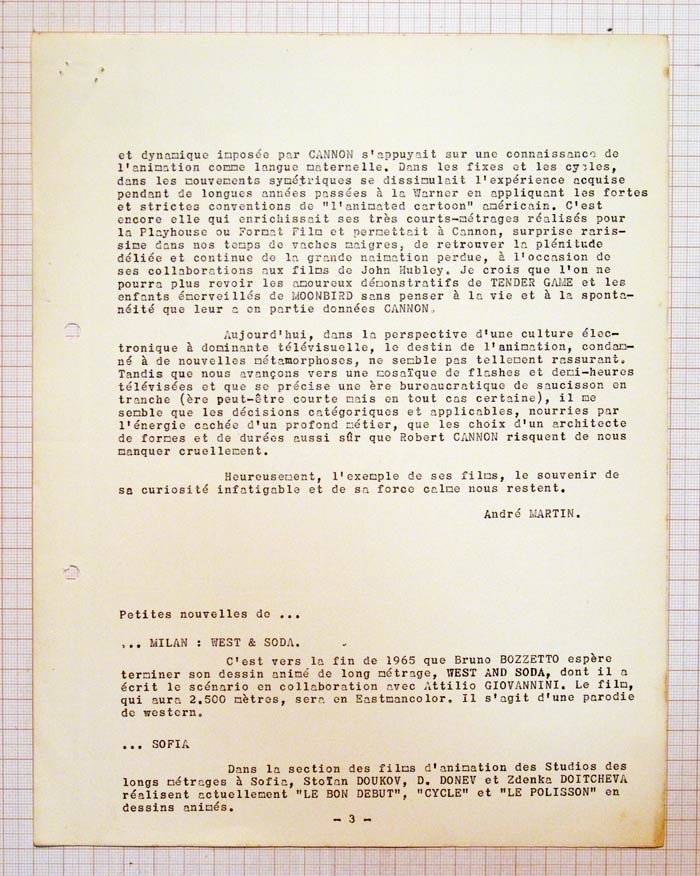 et dynamique imposée par CANNON s'appuyait sur une connaissance de
l'animation comme langue maternelle. Dans les fixes et les cycles,
dans les mouvements symétriques se dissimulait l'expérience acquise
pendant de longues années passées à la Warner en appliquant les fortes
et strictes conventions de "l'animated cartoon" américain. C'est
encore elle qui enrichissait ses très courts-métrages réalisés pour
la Playhouse ou Format Film et permettait à Cannon, surprise raris-
sime dans nos temps de vaches maigres, de retrouver la plénitude
déliée et continue de la grande naimation perdue, à l'occasion de
ses collaborations aux films de John Hubley. Je crois que l'on ne
pourra plus revoir les amoureux démonstratifs de TENDER GAME et les
enfants émerveillés de MOONBIRD sans penser à la vie et à la sponta-
néité que leur a en partie données CANNON.
Aujourd'hui, dans la perspective d'une culture élec-
tronique à dominante télévisuelle, le destin de l'animation, condam-
né à de nouvelles métamorphoses, ne semble pas tellement rassurant.
Tandis que nous avançons vers une mosaïque de flashes et demi-heures
télévisées et que se précise une ère bureaucratique de saucisson en
tranche (ère peut-être courte mais en tout cas certaine), il me
semble que les décisions catégoriques et applicables, nourries par
l'énergie cachée d'un profond métier, que les choix d'un architecte
de formes et de durées aussi sûr que Robert CANNON risquent de nous
manquer cruellement.
Heureusement, l'exemple de ses films, le souvenir de
sa curiosité infatigable et de sa force calme nous restent.
André MARTIN.
Petites nouvelles de ...
... MILAN : WEST & SODA.
C'est vers la fin de 1965 que Bruno BOZZETTO espère
terminer son dessin animé de long métrage, WEST AND SODA, dont il a
écrit le scénario en collaboration avec Attilio GIOVANNINI. Le film,
qui aura 2.500 mètres, sera en Eastmancolor. Il s'agit d'une parodie
de western.
... SOFIA
Dans la section des films d'animation des Studios des
longs métrages à Sofia, Stoïan DOUKOV, D. DONEV et Zdenka DOITCHEVA
réalisent actuellement "LE BON DEBUT", "CYCLE" et "LE POLISSON" en
dessins animés.
- 3 -